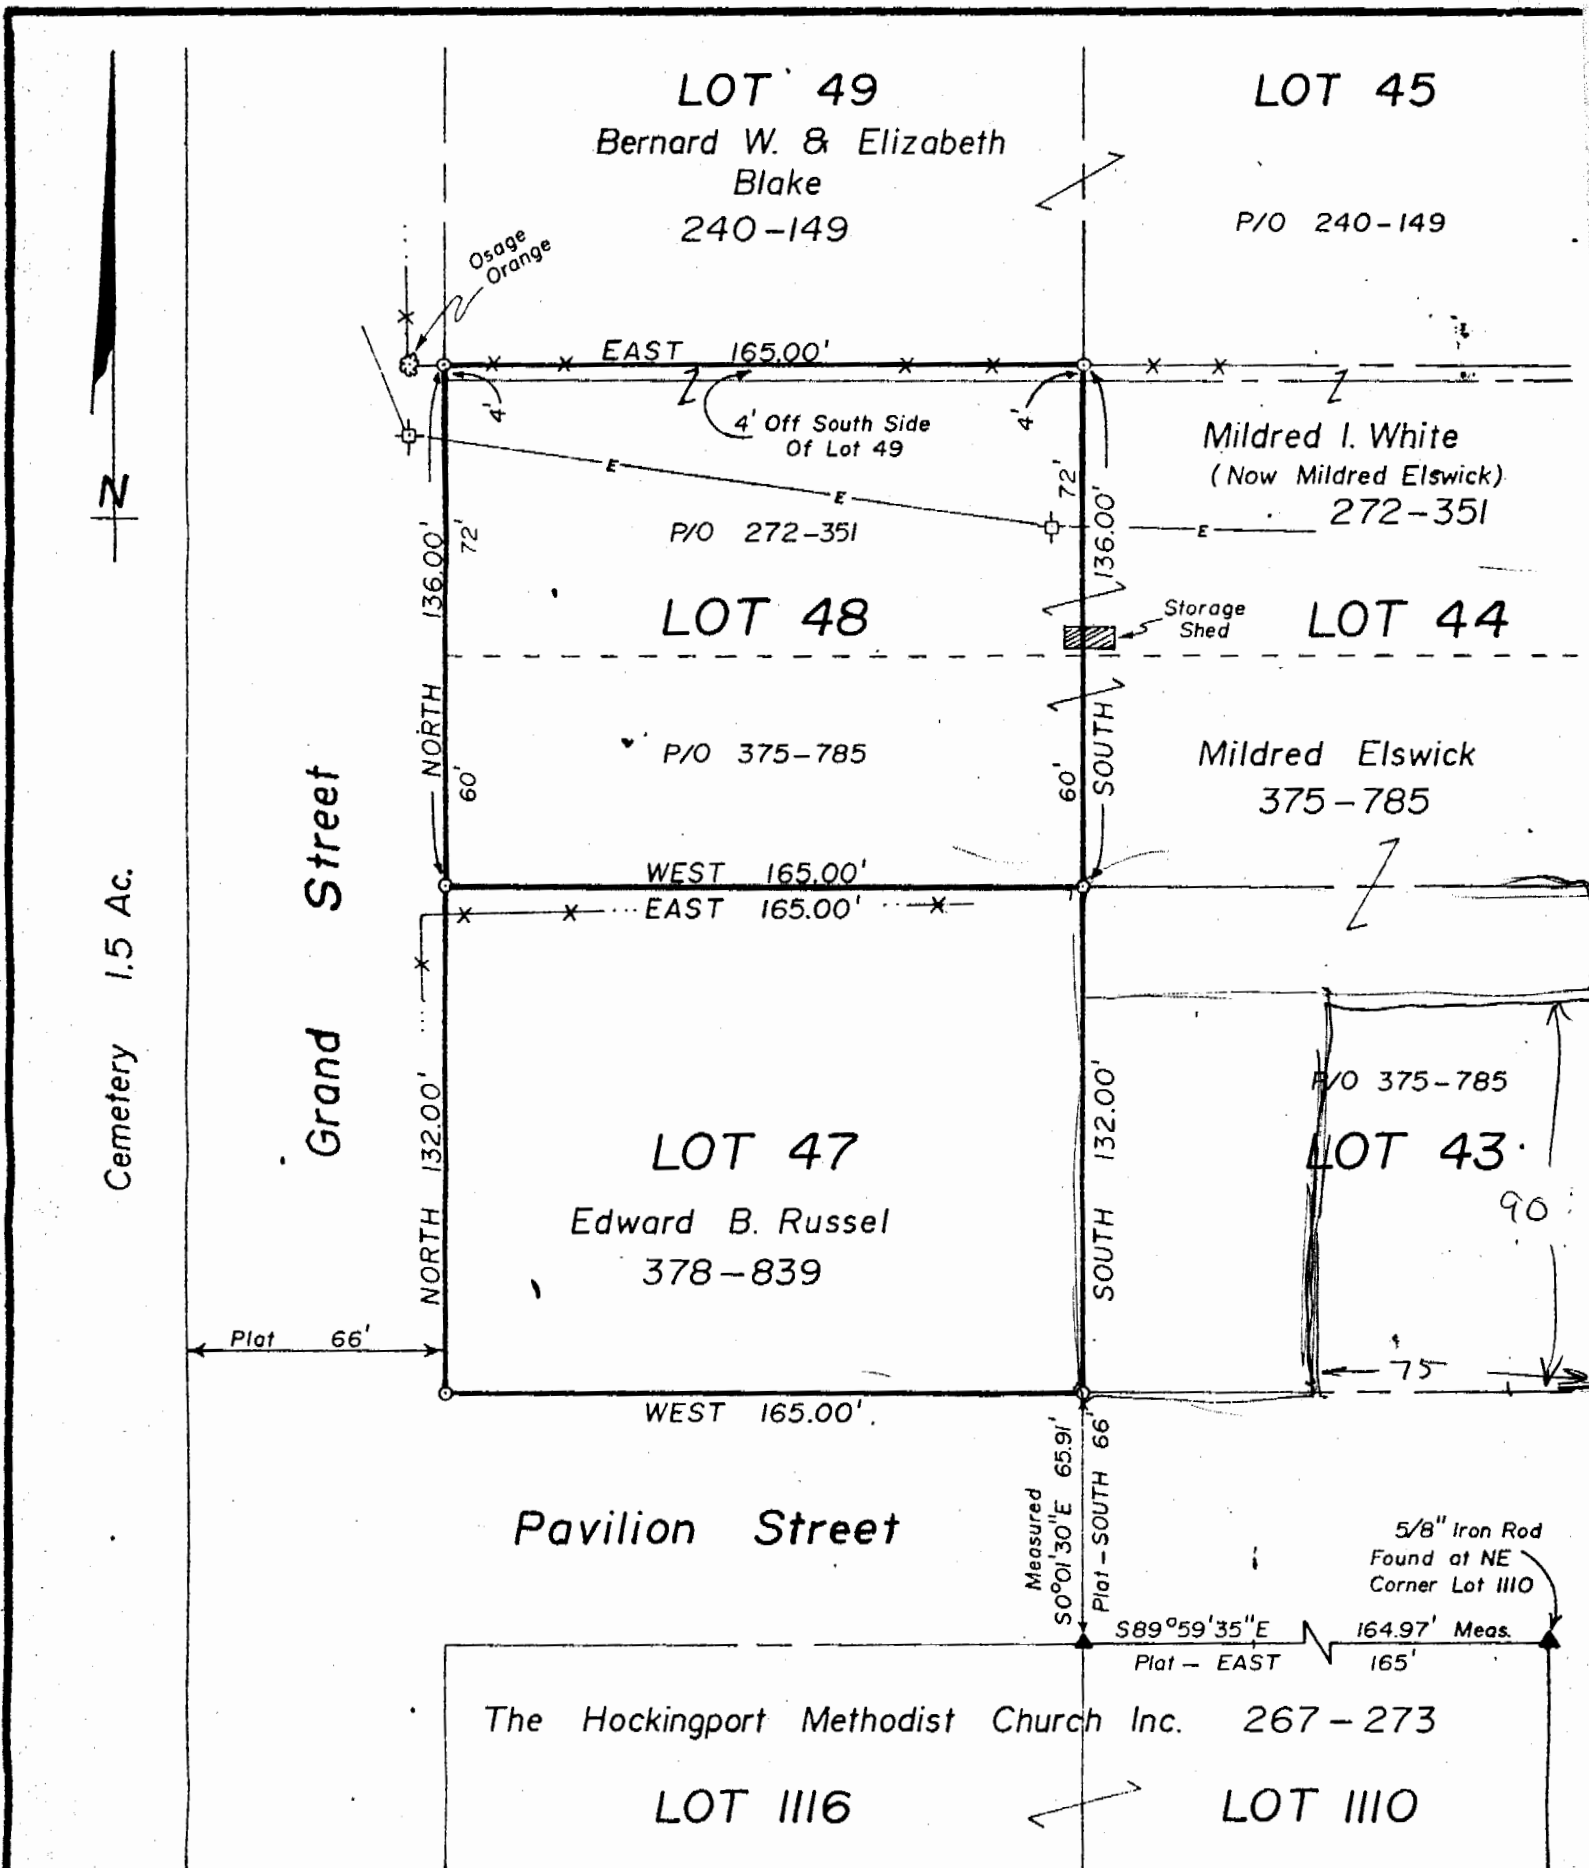 LOT 49
Bernard W. & Elizabeth
Blake
240-149
LOT 45
P/O 240-149
Osage
Orange
EAST 165.00'
4'
4' Off South Side
Of Lot 49
4'
Mildred I. White
(Now Mildred Elswick)
272-351
E
E
E
N
136.00'
72'
72'
136.00'
P/O 272-351
LOT 48
Storage
Shed
LOT 44
NORTH
60'
P/O 375-785
60'
SOUTH
Mildred Elswick
375-785
WEST 165.00'
EAST 165.00'
Cemetery 1.5 Ac.
Grand Street
NORTH 132.00'
SOUTH 132.00'
P/O 375-785
LOT 47
LOT 43
Edward B. Russel
378-839
90
Plat 66'
75
WEST 165.00'
Pavilion Street
Measured
S0°01'30"E 65.91'
Plat-SOUTH 66'
5/8" Iron Rod
Found at NE
Corner Lot 1110
S89°59'35"E 164.97' Meas.
Plat - EAST 165'
The Hockingport Methodist Church Inc. 267-273
LOT 1116
LOT 1110